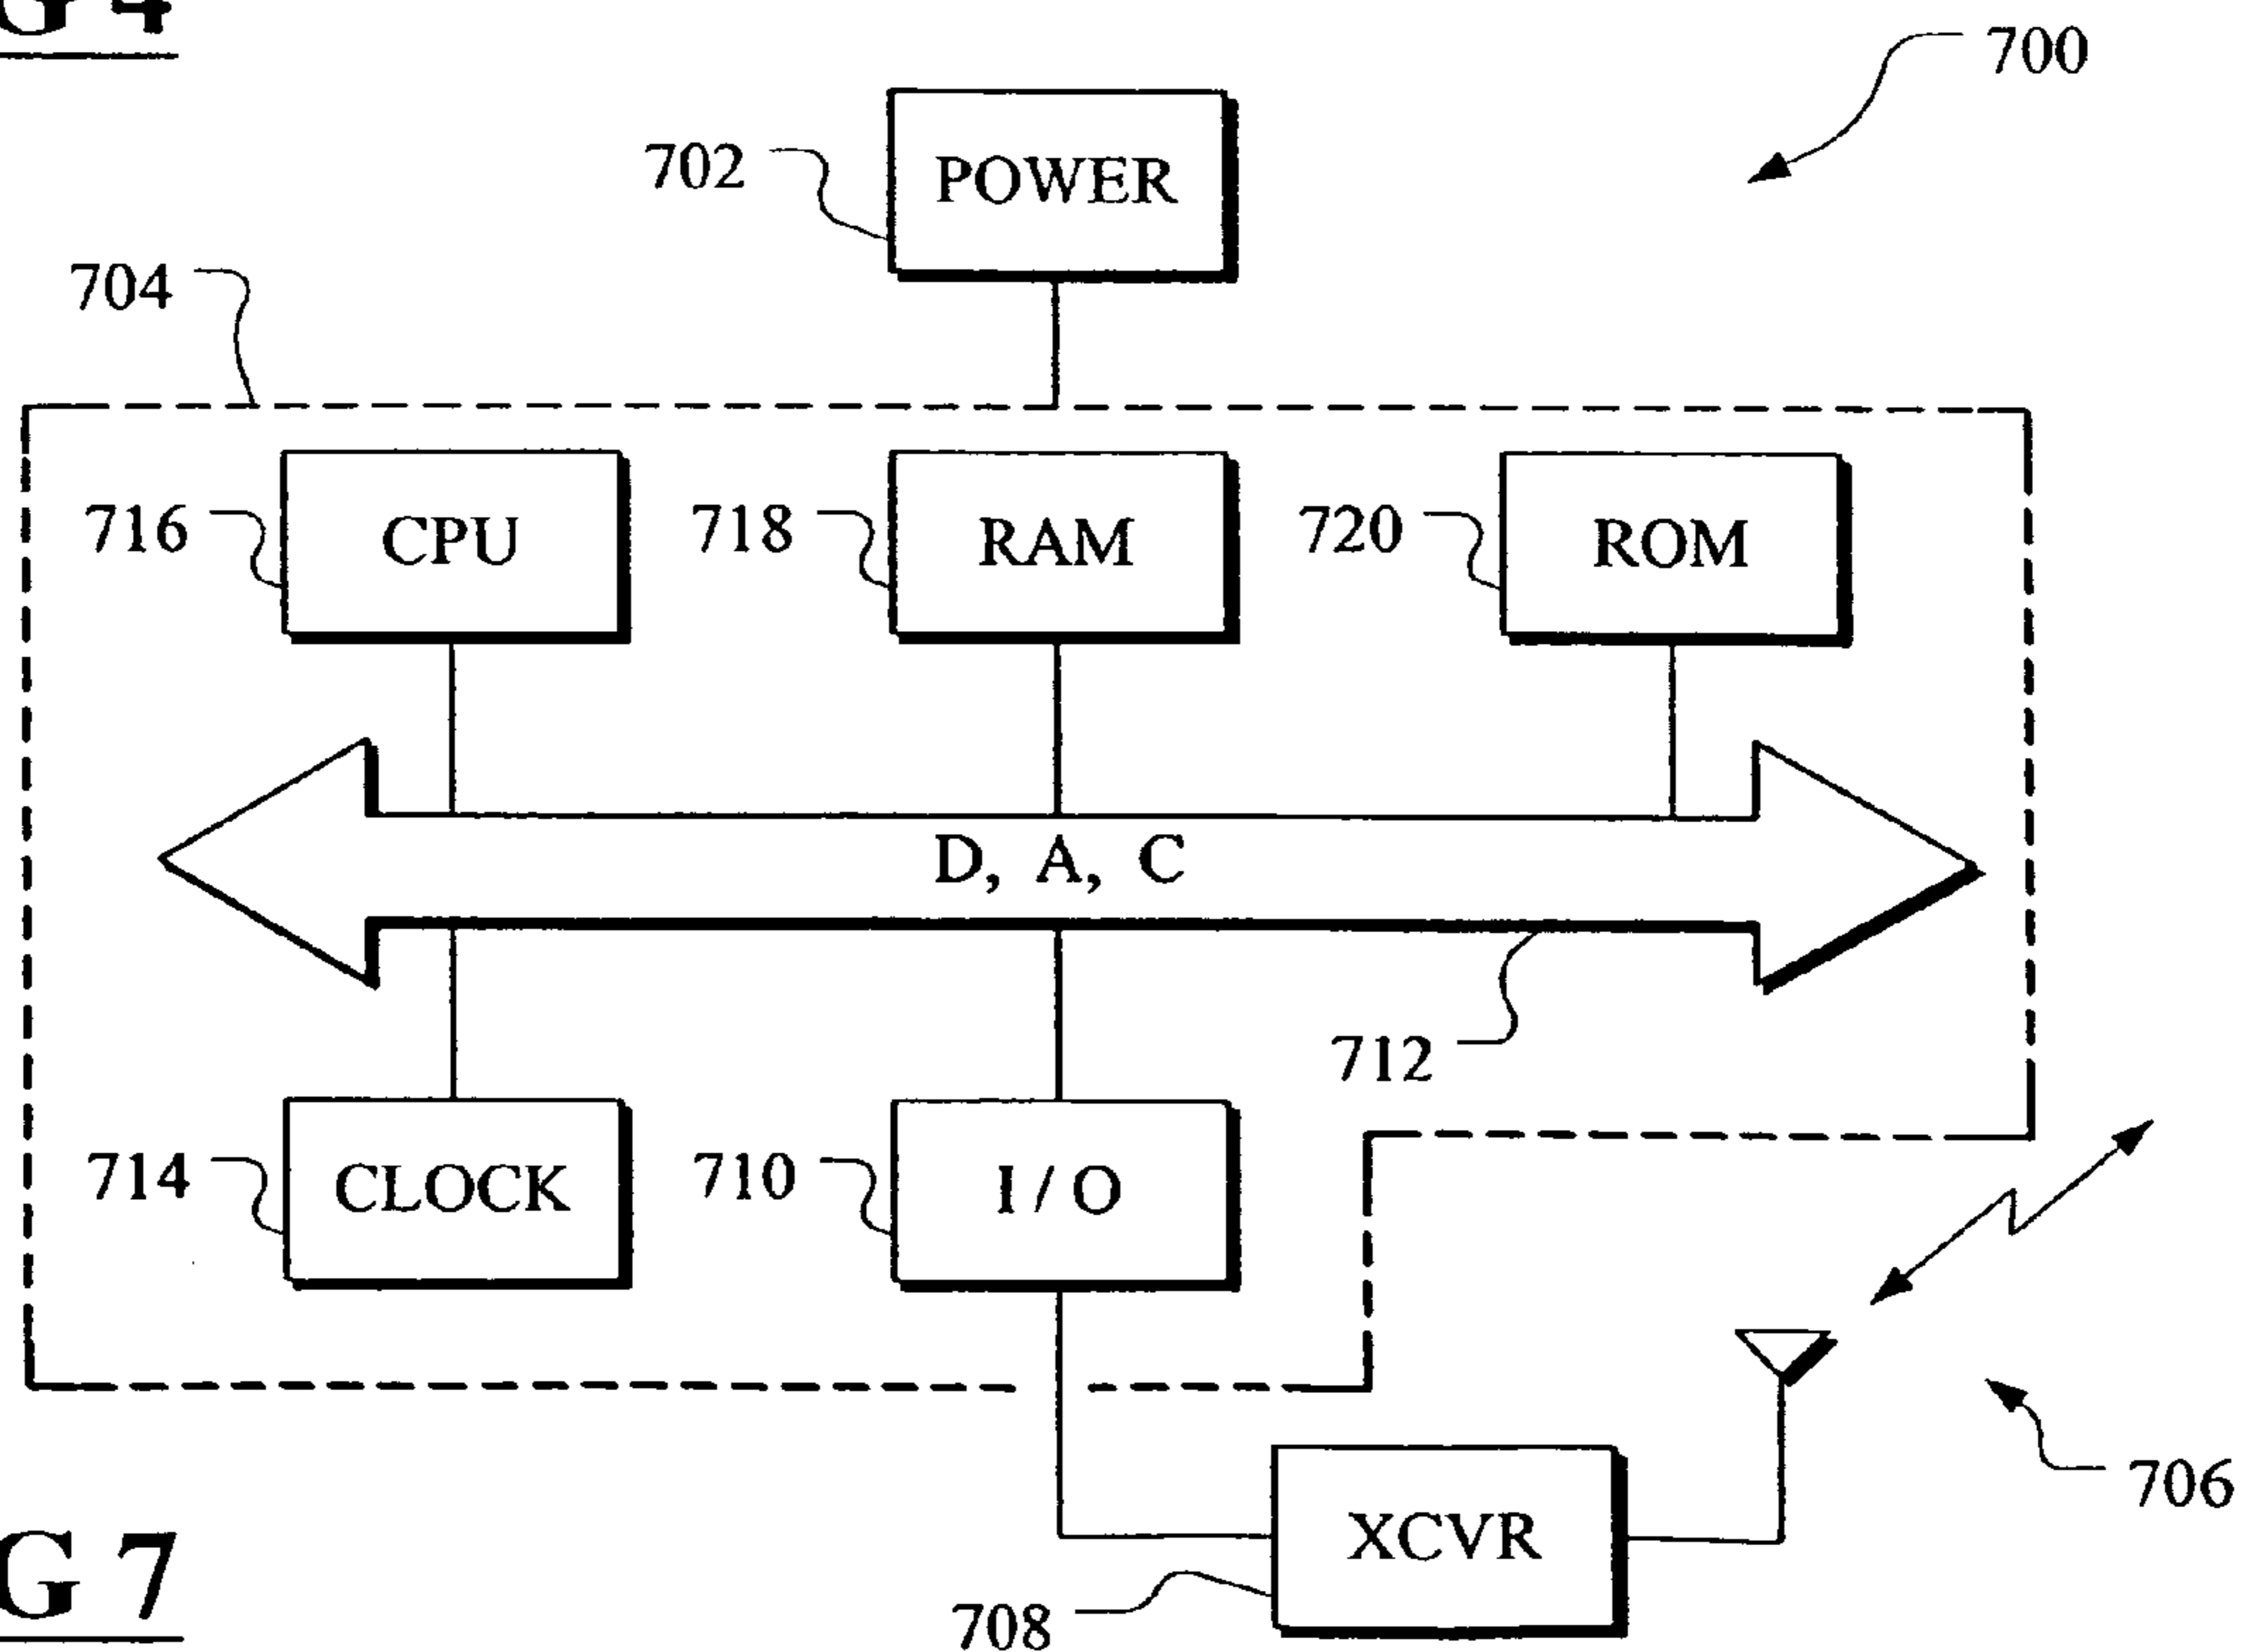 G 4
700
702
POWER
704
716
CPU
718
RAM
720
ROM
D, A, C
712
714
CLOCK
710
I / O
706
XCVR
708
G 7